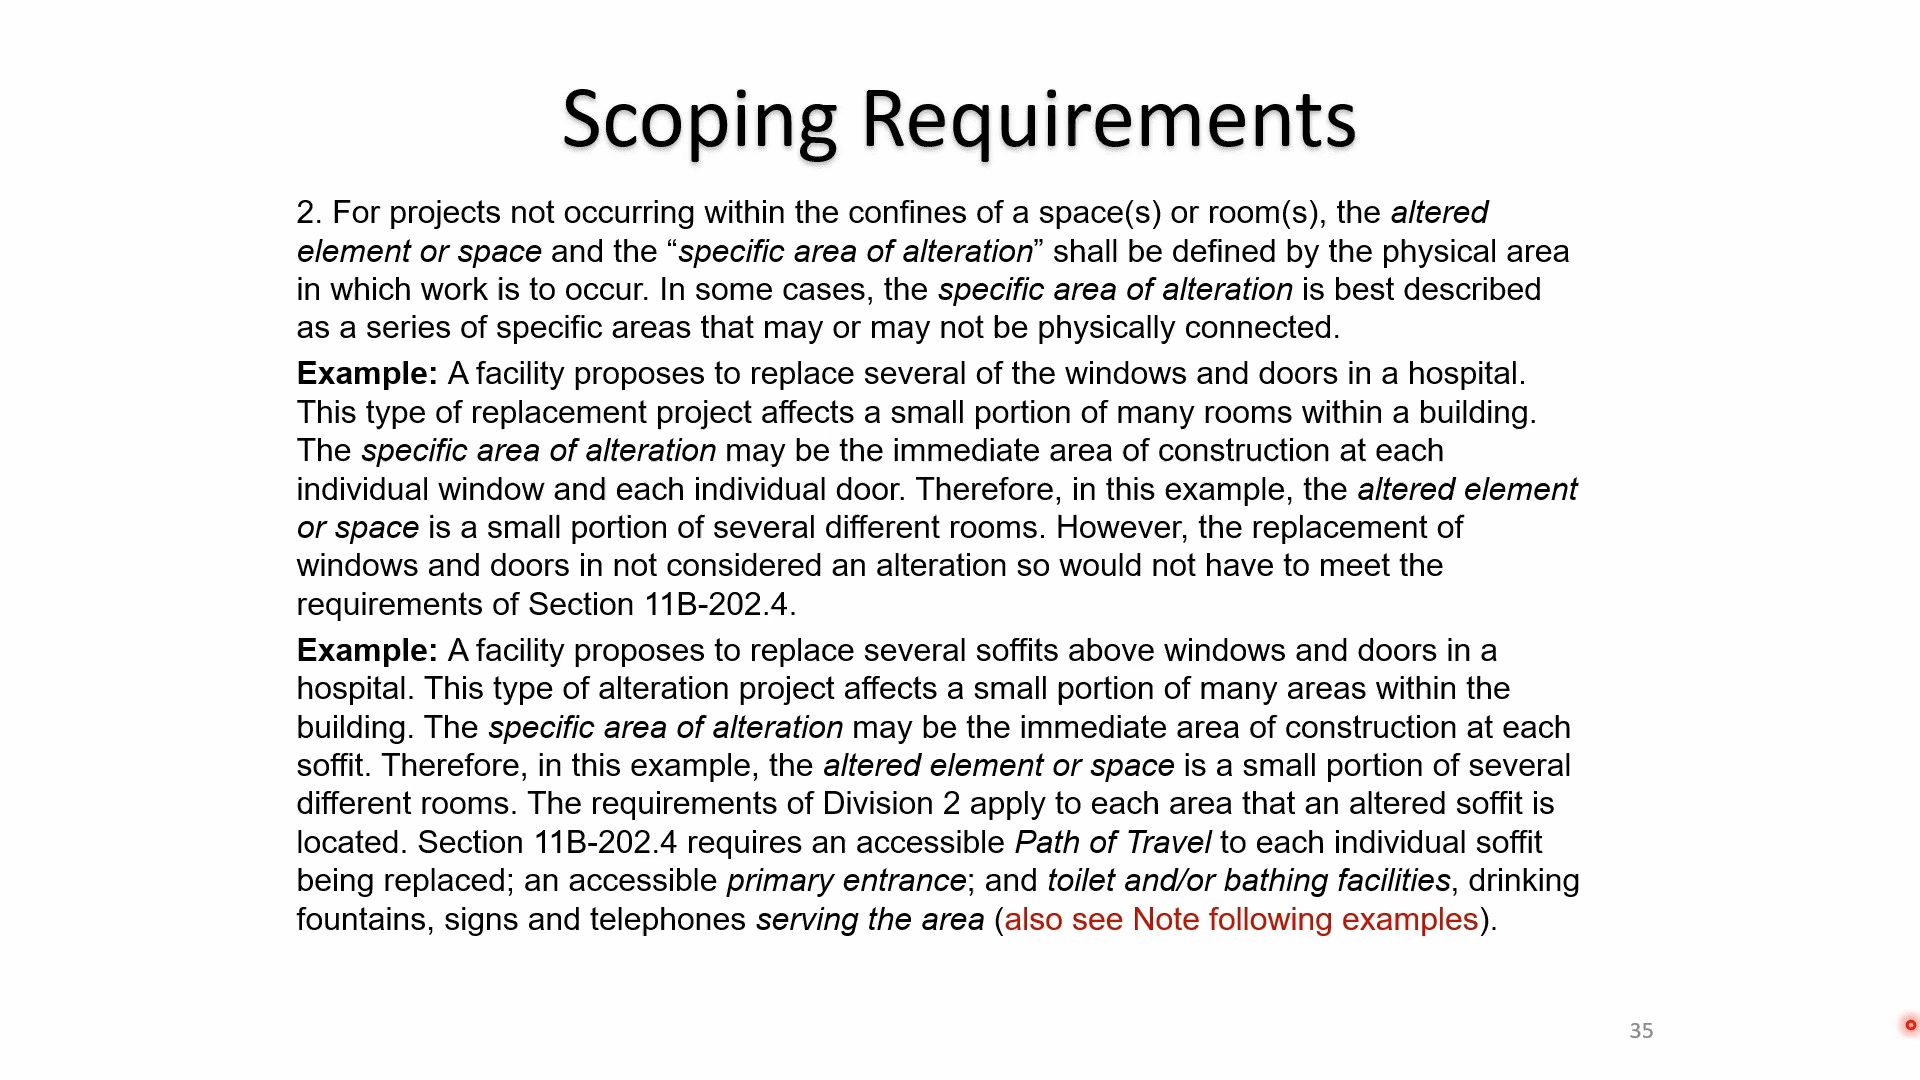 Scoping Requirements
2. For projects not occurring within the confines of a space(s) or room(s), the altered
element or space and the “specific area of alteration” shall be defined by the physical area
in which work is to occur. In some cases, the specific area of alteration is best described
as a series of specific areas that may or may not be physically connected.
Example: A facility proposes to replace several of the windows and doors in a hospital.
This type of replacement project affects a small portion of many rooms within a building.
The specific area of alteration may be the immediate area of construction at each
individual window and each individual door. Therefore, in this example, the altered element
or space is a small portion of several different rooms. However, the replacement of
windows and doors in not considered an alteration so would not have to meet the
requirements of Section 11B-202.4.
Example: A facility proposes to replace several soffits above windows and doors in a
hospital. This type of alteration project affects a small portion of many areas within the
building. The specific area of alteration may be the immediate area of construction at each
soffit. Therefore, in this example, the altered element or space is a small portion of several
different rooms. The requirements of Division 2 apply to each area that an altered soffit is
located. Section 11B-202.4 requires an accessible Path of Travel to each individual soffit
being replaced; an accessible primary entrance; and toilet and/or bathing facilities, drinking
fountains, signs and telephones serving the area (also see Note following examples).
35